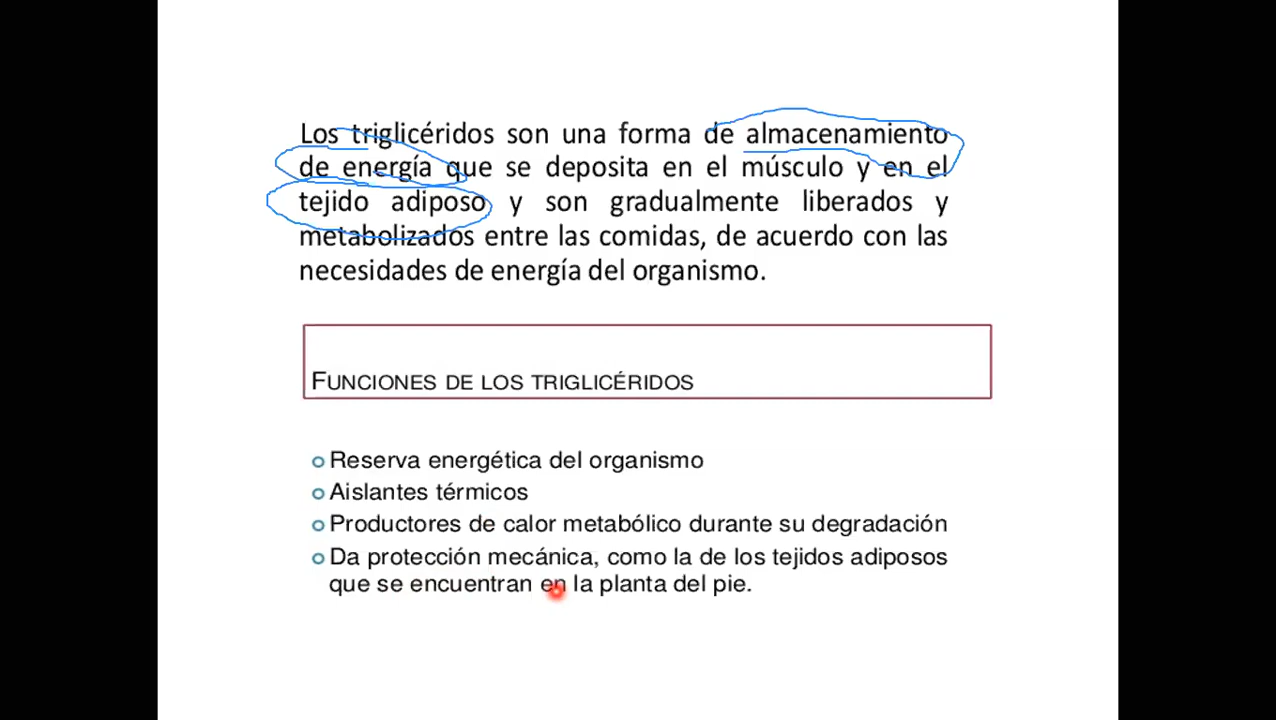 Los triglicéridos son una forma de almacenamiento
de energía que se deposita en el músculo y en el
tejido adiposo y son gradualmente liberados y
metabolizados entre las comidas, de acuerdo con las
necesidades de energía del organismo.
FUNCIONES DE LOS TRIGLICÉRIDOS
Reserva energética del organismo
Aislantes térmicos
Productores de calor metabólico durante su degradación
Da protección mecánica, como la de los tejidos adiposos
que se encuentran en la planta del pie.